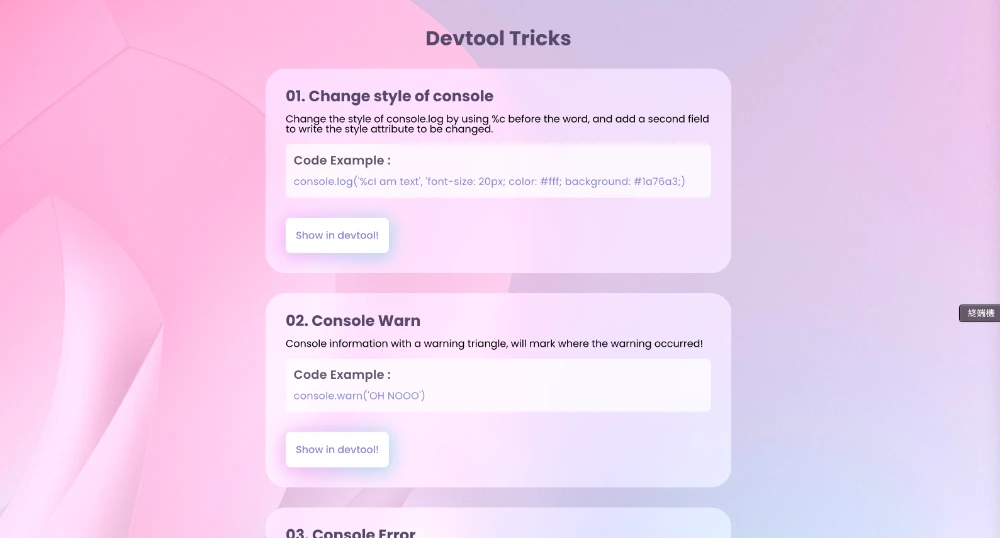 Devtool Tricks
01. Change style of console
Change the style of console.log by using %c before the word, and add a second field
to write the style attribute to be changed.
Code Example :
console.log('%cI am text', 'font-size: 20px; color: #fff; background: #1a76a3;)
Show in devtool!
02. Console Warn
Console information with a warning triangle, will mark where the warning occurred!
Code Example :
console.warn('OH NOOO')
Show in devtool!
終端機
03. Console Error